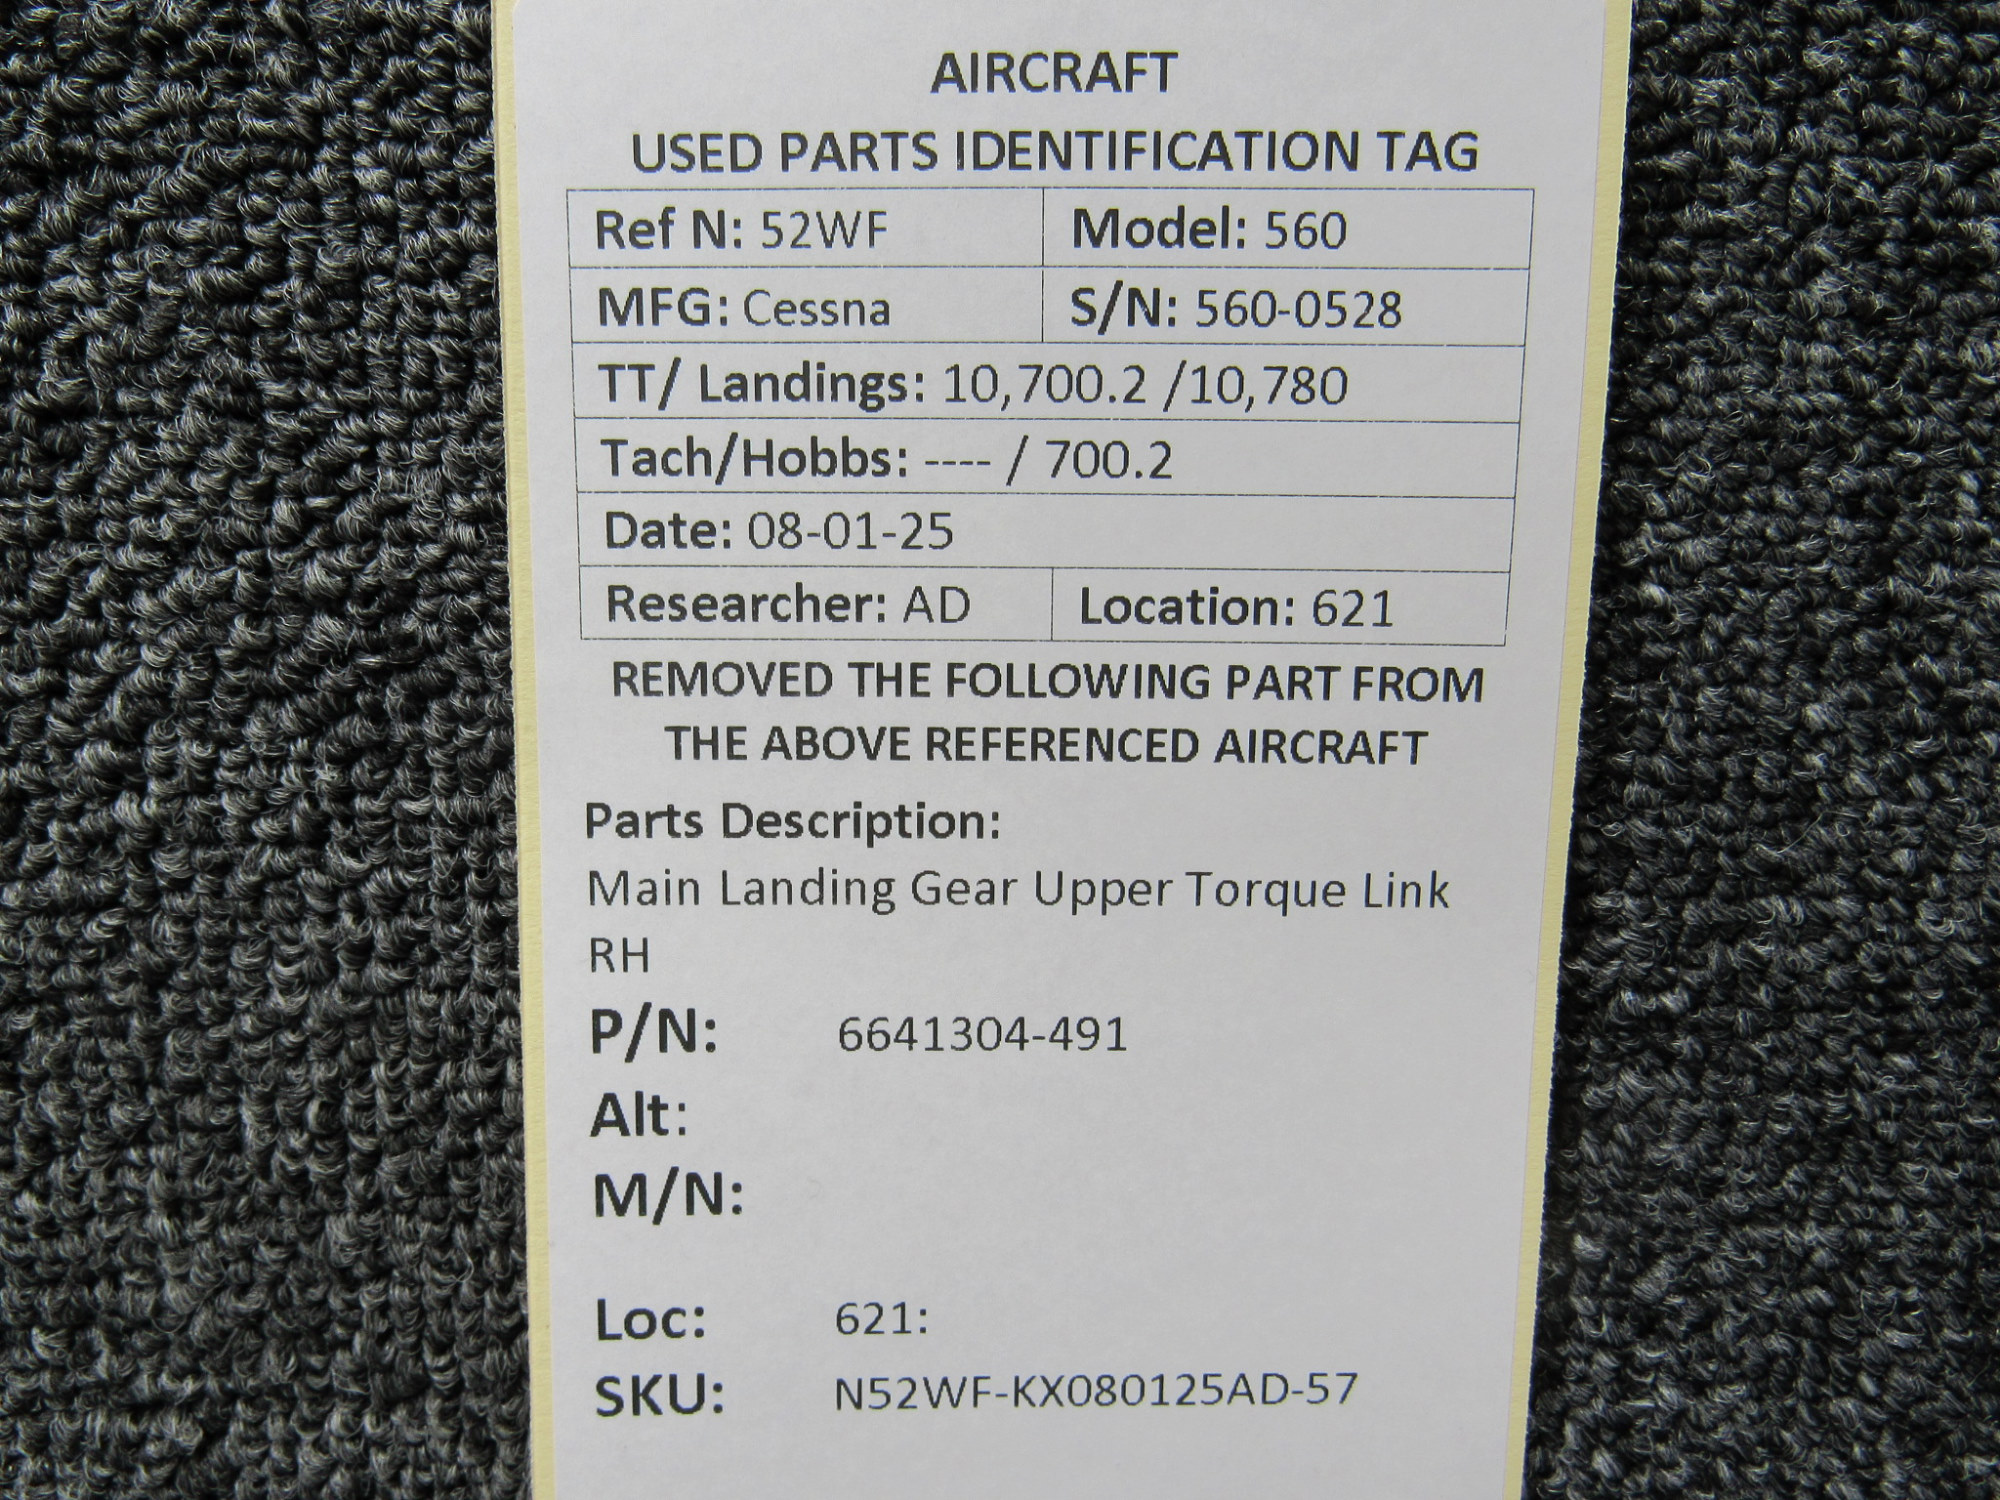 AIRCRAFT
USED PARTS IDENTIFICATION TAG
Ref N: 52WF Model: 560
MFG: Cessna S/N: 560-0528
TT/ Landings: 10,700.2 /10,780
Tach/Hobbs: ---- / 700.2
Date: 08-01-25
Researcher: AD Location: 621
REMOVED THE FOLLOWING PART FROM
THE ABOVE REFERENCED AIRCRAFT
Parts Description:
Main Landing Gear Upper Torque Link
RH
P/N: 6641304-491
Alt:
M/N:
Loc: 621:
SKU: N52WF-KX080125AD-57